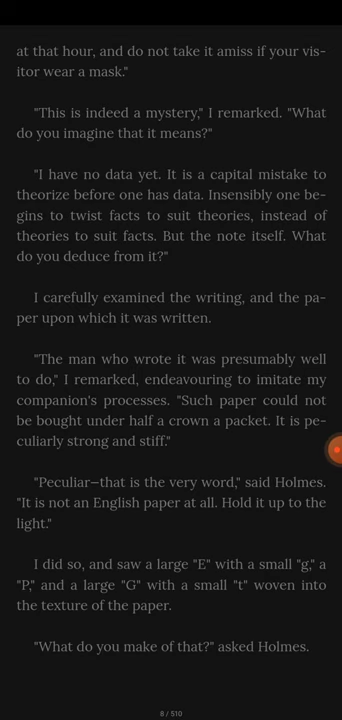 at that hour, and do not take it amiss if your vis-
itor wear a mask."
"This is indeed a mystery," I remarked. "What
do you imagine that it means?"
"I have no data yet. It is a capital mistake to
theorize before one has data. Insensibly one be-
gins to twist facts to suit theories, instead of
theories to suit facts. But the note itself. What
do you deduce from it?"
I carefully examined the writing, and the pa-
per upon which it was written.
"The man who wrote it was presumably well
to do," I remarked, endeavouring to imitate my
companion's processes. "Such paper could not
be bought under half a crown a packet. It is pe-
culiarly strong and stiff."
"Peculiar—that is the very word," said Holmes.
"It is not an English paper at all. Hold it up to the
light."
I did so, and saw a large "E" with a small "g," a
"P," and a large "G" with a small "t" woven into
the texture of the paper.
"What do you make of that?" asked Holmes.
8 / 510